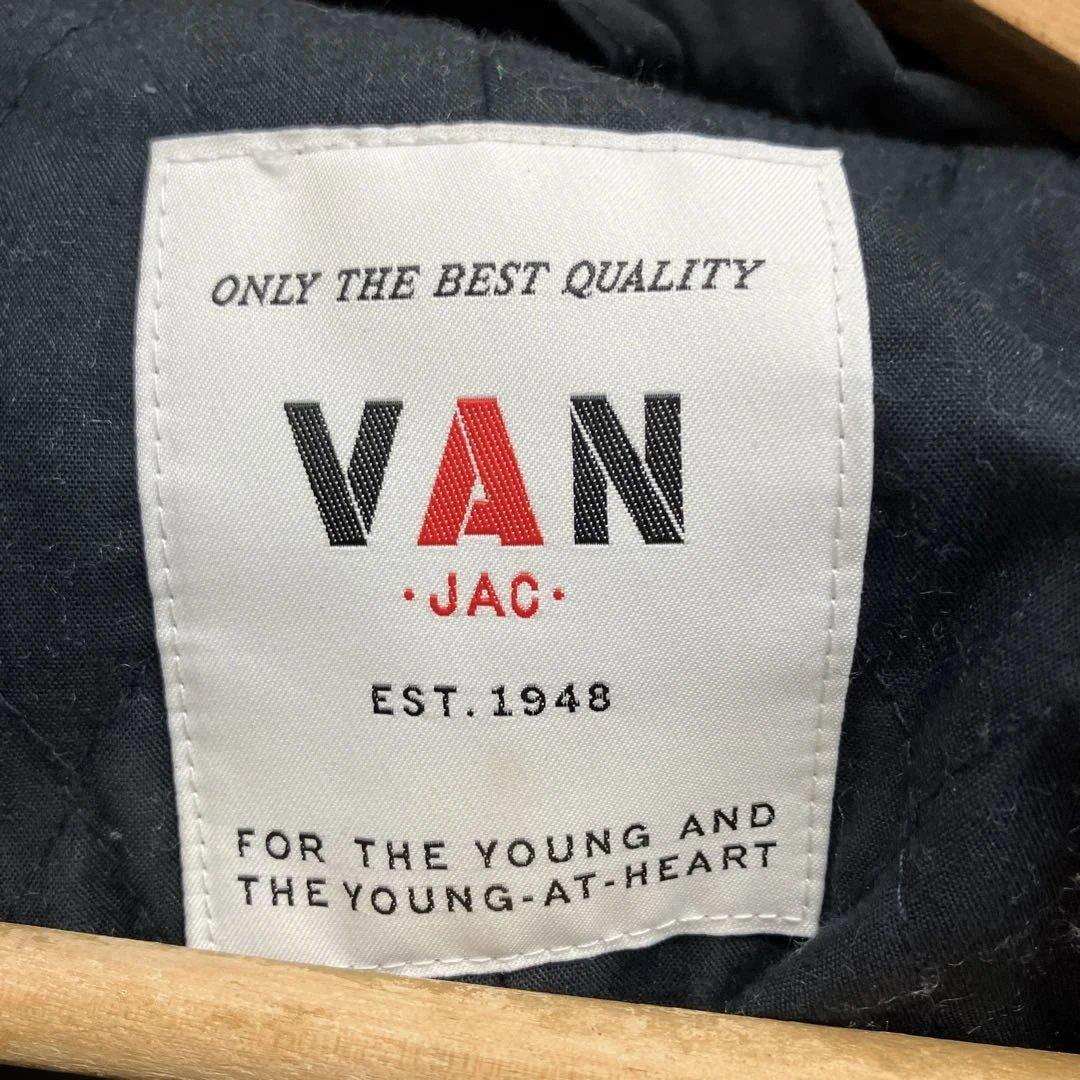 ONLY THE BEST QUALITY
VAN
·JAC·
EST. 1948
FOR THE YOUNG AND
THE YOUNG-AT-HEART